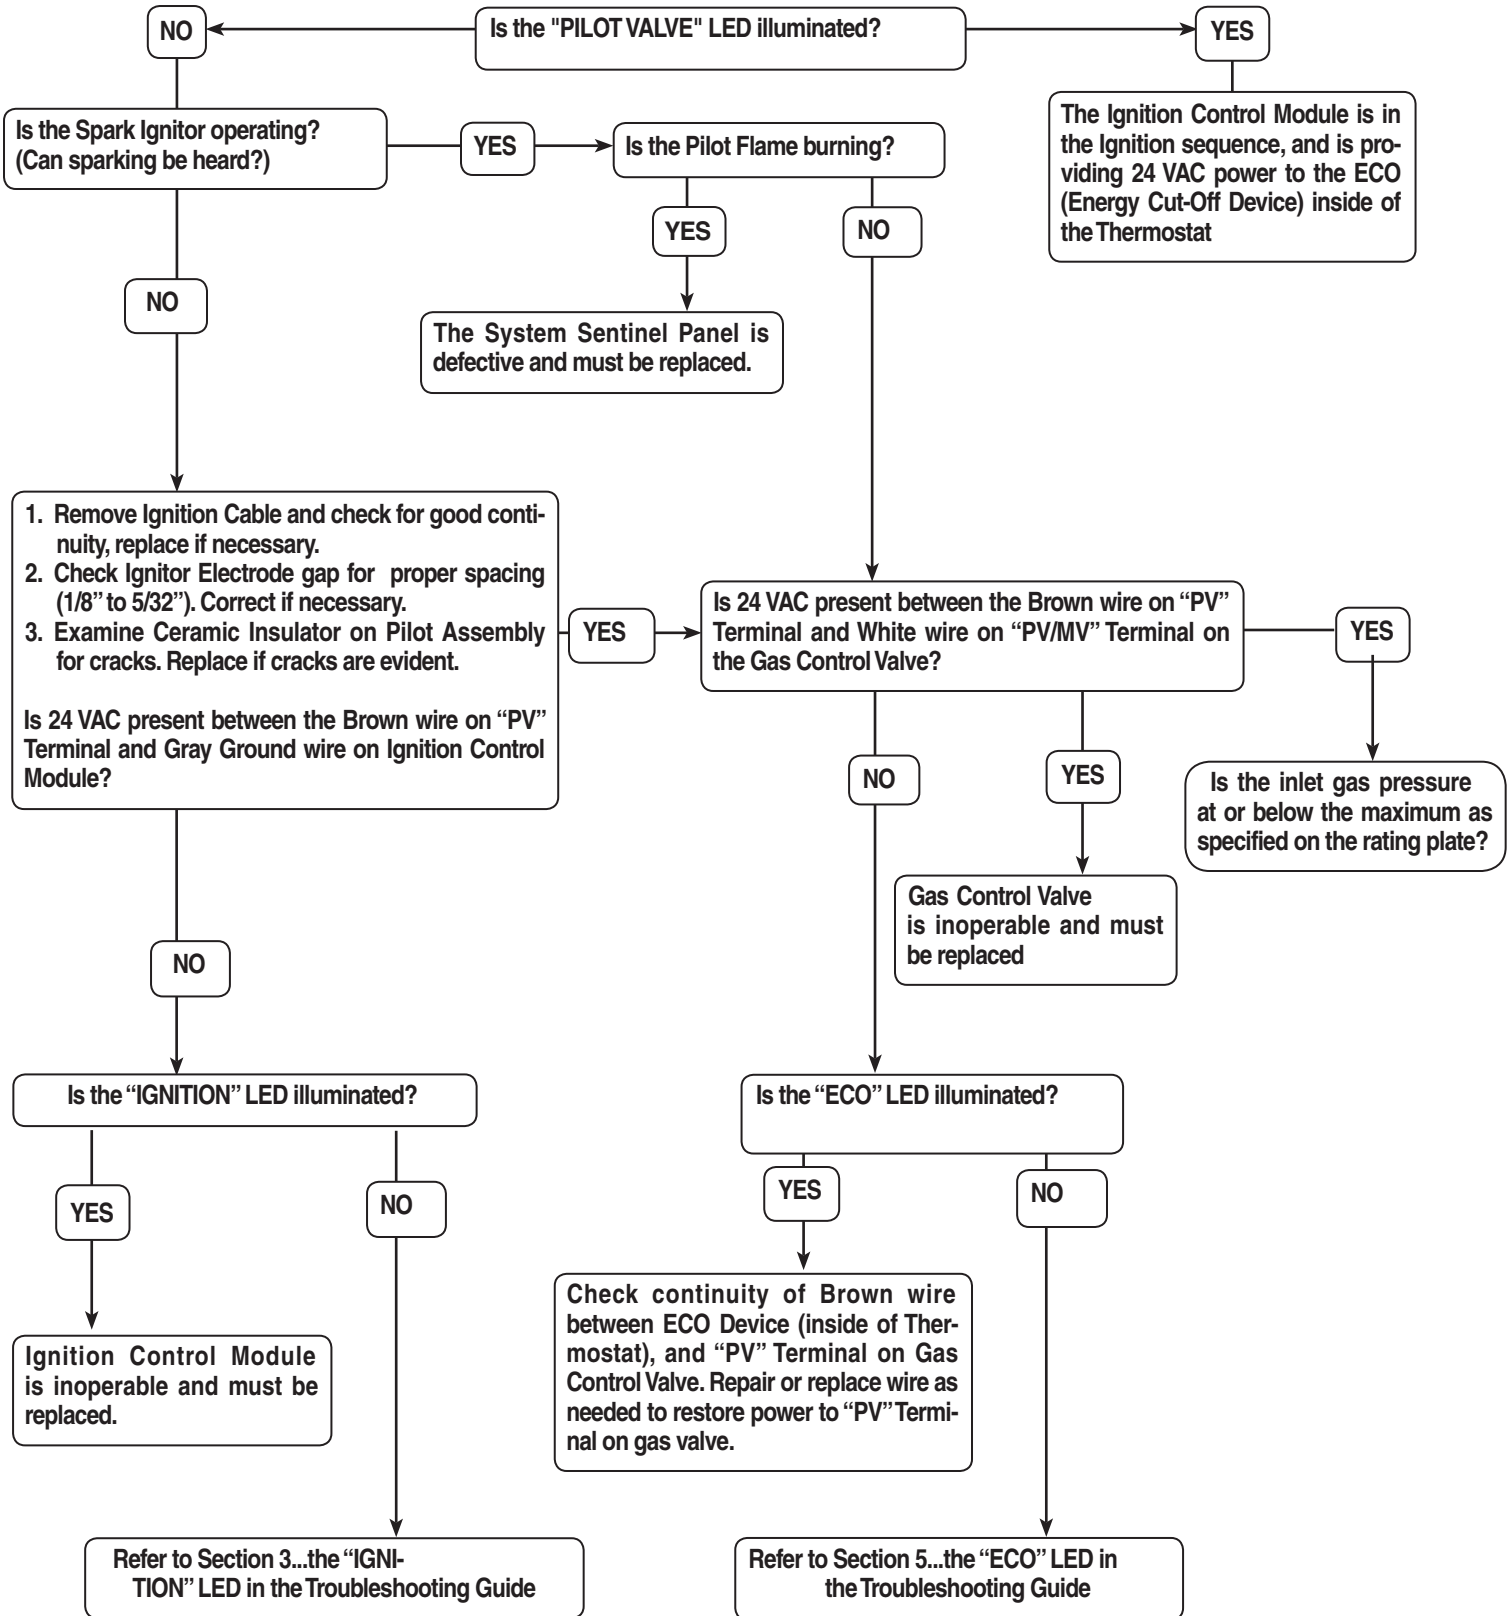 NO
Is the "PILOT VALVE" LED illuminated?
YES
Is the Spark Ignitor operating?
(Can sparking be heard?)
YES
Is the Pilot Flame burning?
The Ignition Control Module is in
the Ignition sequence, and is pro-
viding 24 VAC power to the ECO
(Energy Cut-Off Device) inside of
the Thermostat
YES
NO
NO
The System Sentinel Panel is
defective and must be replaced.
1. Remove Ignition Cable and check for good conti-
nuity, replace if necessary.
2. Check Ignitor Electrode gap for proper spacing
(1/8” to 5/32”). Correct if necessary.
3. Examine Ceramic Insulator on Pilot Assembly
for cracks. Replace if cracks are evident.
Is 24 VAC present between the Brown wire on “PV”
Terminal and Gray Ground wire on Ignition Control
Module?
YES
Is 24 VAC present between the Brown wire on “PV”
Terminal and White wire on “PV/MV” Terminal on
the Gas Control Valve?
YES
NO
YES
Is the inlet gas pressure
at or below the maximum as
specified on the rating plate?
Gas Control Valve
is inoperable and must
be replaced
NO
Is the “IGNITION” LED illuminated?
Is the “ECO” LED illuminated?
YES
NO
YES
NO
Check continuity of Brown wire
between ECO Device (inside of Ther-
mostat), and “PV” Terminal on Gas
Control Valve. Repair or replace wire as
needed to restore power to “PV” Termi-
nal on gas valve.
Ignition Control Module
is inoperable and must be
replaced.
Refer to Section 3...the “IGNI-
TION” LED in the Troubleshooting Guide
Refer to Section 5...the “ECO” LED in
the Troubleshooting Guide